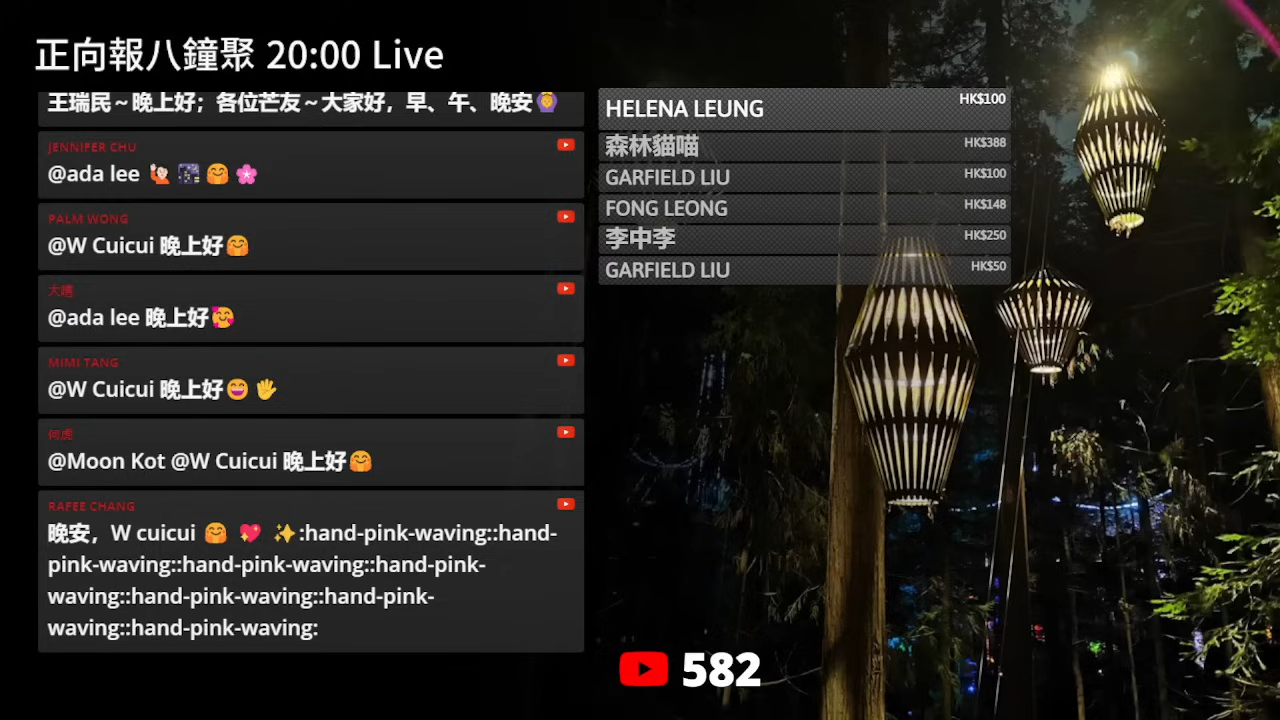 正向報八鐘聚 20:00 Live
王瑞民～晚上好；各位芒友～大家好，早、午、晚安🙆
JENNIFER CHU
@ada lee 🙋🏻 🌌 🤗 🌸
PALM WONG
@W Cuicui 晚上好🤗
@ada lee 晚上好🥰
MIMI TANG
@W Cuicui 晚上好😄 🖐
何虎
@Moon Kot @W Cuicui 晚上好🤗
RAFEE CHANG
晚安，W cuicui 🤗 💖 ✨:hand-pink-waving::hand-
pink-waving::hand-pink-waving::hand-pink-
waving::hand-pink-waving::hand-pink-
waving::hand-pink-waving:
HELENA LEUNG HK$100
森林貓喵 HK$388
GARFIELD LIU HK$100
FONG LEONG HK$148
李中李 HK$250
GARFIELD LIU HK$50
582